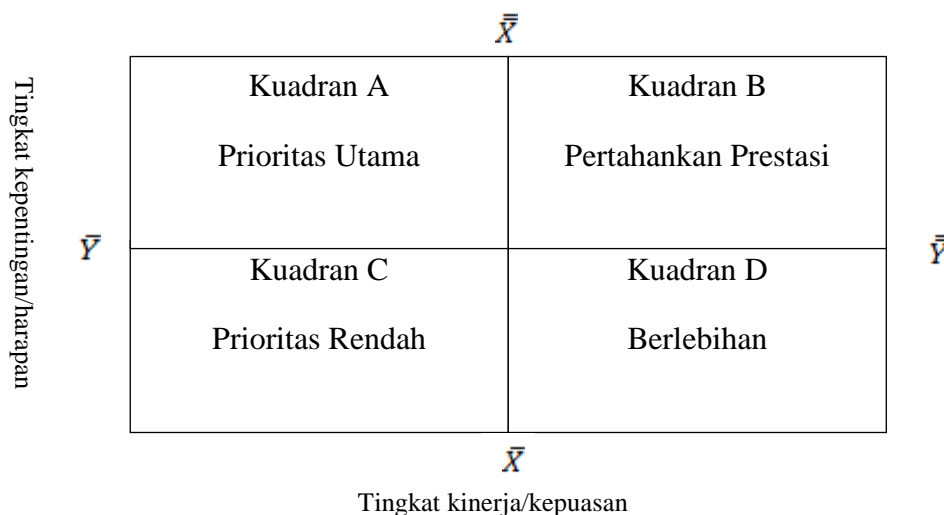 X̿
Kuadran A
Kuadran B
Prioritas Utama
Pertahankan Prestasi
Tingkat kepentingan/harapan
Y̅
Y̿
Kuadran C
Kuadran D
Prioritas Rendah
Berlebihan
X̅
Tingkat kinerja/kepuasan